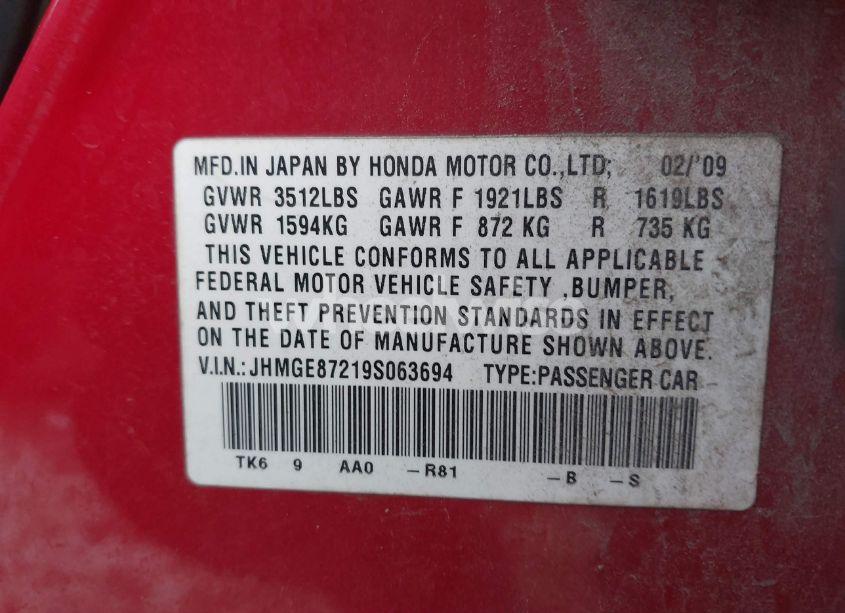 MFD.IN JAPAN BY HONDA MOTOR CO.,LTD; 02/'09
GVWR 3512LBS GAWR F 1921LBS R 1619LBS
GVWR 1594KG GAWR F 872 KG R 735 KG
THIS VEHICLE CONFORMS TO ALL APPLICABLE
FEDERAL MOTOR VEHICLE SAFETY ,BUMPER,
AND THEFT PREVENTION STANDARDS IN EFFECT
ON THE DATE OF MANUFACTURE SHOWN ABOVE.
V.I.N.:JHMGE87219S063694 TYPE:PASSENGER CAR
TK6 9 AA0 -R81 -B -S